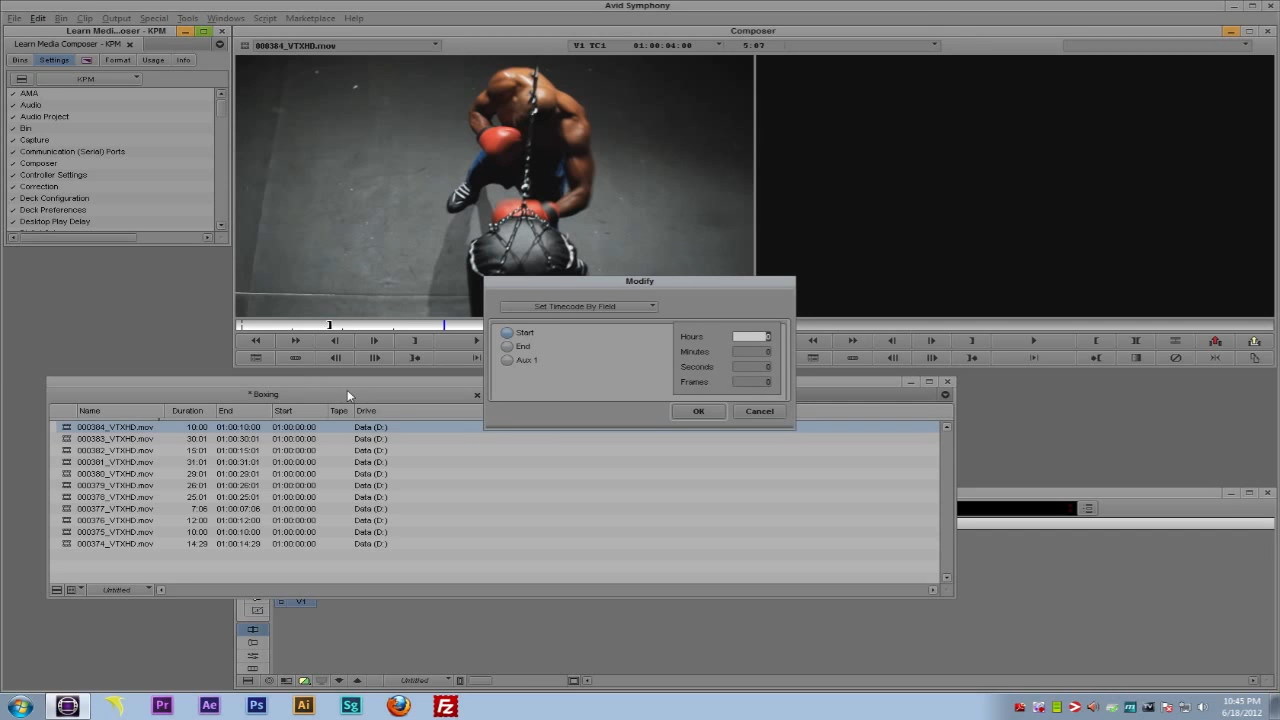 Avid Symphony
File Edit Bin Clip Output Special Tools Windows Script Marketplace Help
Learn Medi...oser - KPM
Composer
Learn Media Composer - KPM
000384_VTXHD.mov
V1 TC1 01:00:04:00 5:07
Bins Settings Format Usage Info
KPM
AMA
Audio
Audio Project
Bin
Capture
Communication (Serial) Ports
Composer
Controller Settings
Correction
Deck Configuration
Deck Preferences
Desktop Play Delay
Modify
Set Timecode By Field
Start
End
Aux 1
Hours 0
Minutes 0
Seconds 0
Frames 0
OK Cancel
* Boxing
Name Duration End Start Tape Drive
000384_VTXHD.mov 10:00 01:00:10:00 01:00:00:00 Data (D:)
000383_VTXHD.mov 30:01 01:00:30:01 01:00:00:00 Data (D:)
000382_VTXHD.mov 15:01 01:00:15:01 01:00:00:00 Data (D:)
000381_VTXHD.mov 31:01 01:00:31:01 01:00:00:00 Data (D:)
000380_VTXHD.mov 29:01 01:00:29:01 01:00:00:00 Data (D:)
000379_VTXHD.mov 26:01 01:00:26:01 01:00:00:00 Data (D:)
000378_VTXHD.mov 25:01 01:00:25:01 01:00:00:00 Data (D:)
000377_VTXHD.mov 7:06 01:00:07:06 01:00:00:00 Data (D:)
000376_VTXHD.mov 12:00 01:00:12:00 01:00:00:00 Data (D:)
000375_VTXHD.mov 10:00 01:00:10:00 01:00:00:00 Data (D:)
000374_VTXHD.mov 14:29 01:00:14:29 01:00:00:00 Data (D:)
Untitled
V1
Untitled
Pr Ae Ps Ai Sg Fz
10:45 PM
6/18/2012